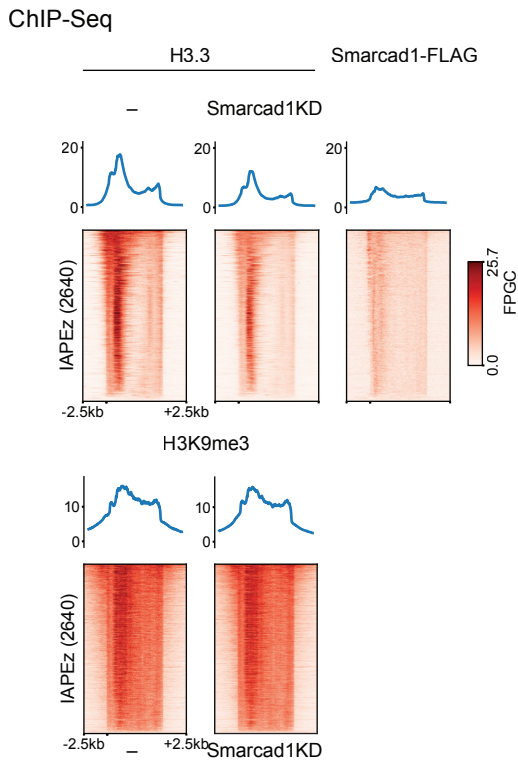 ChIP-Seq
H3.3 Smarcad1-FLAG
– Smarcad1KD
20 20 20
0 0 0
IAPEz (2640)
25.7
FPGC
0.0
-2.5kb +2.5kb
H3K9me3
10 10
0 0
IAPEz (2640)
-2.5kb +2.5kb
– Smarcad1KD